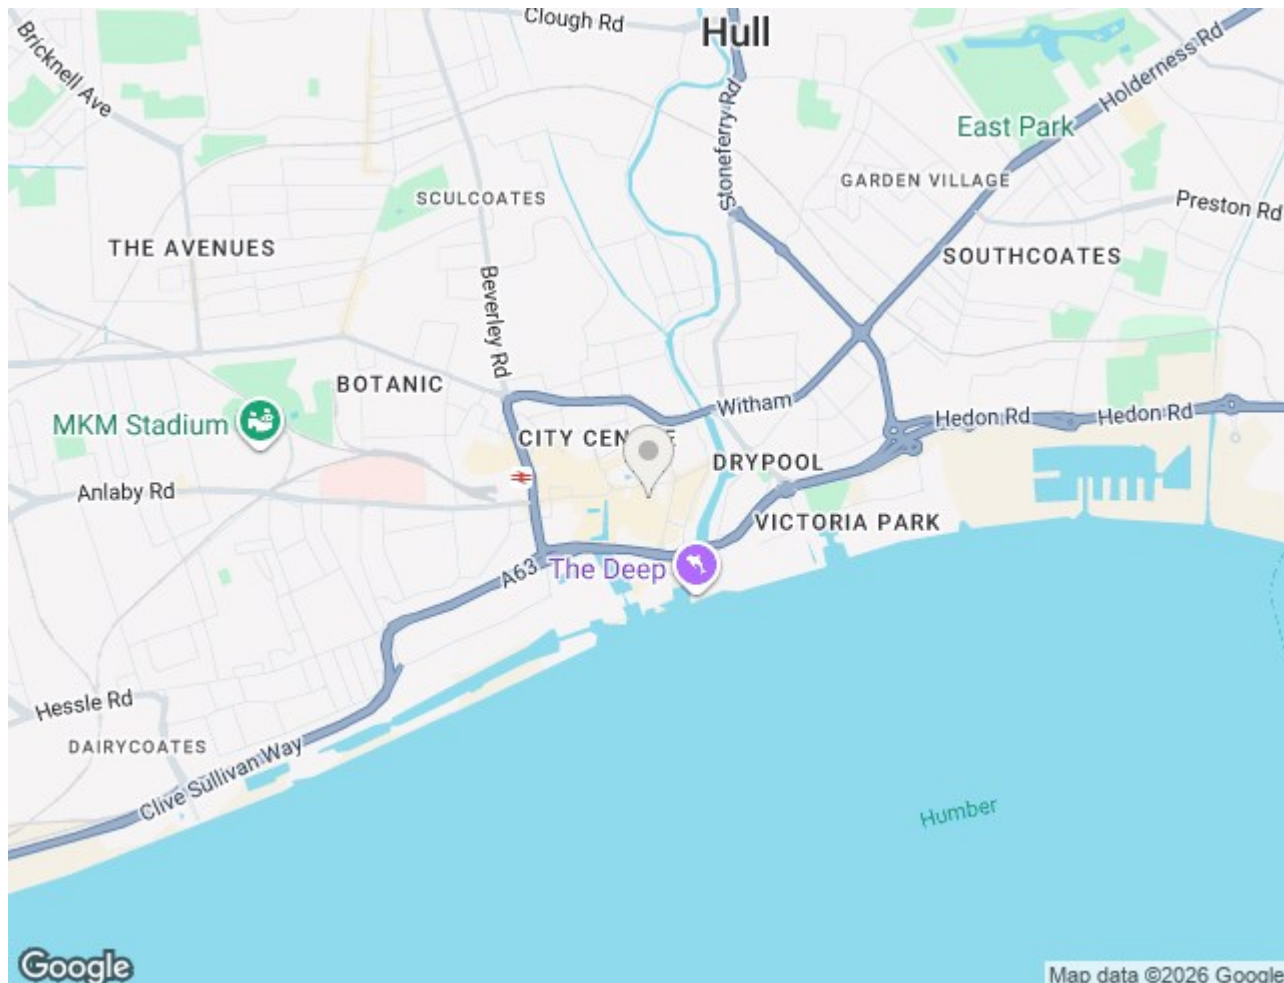 Clough Rd
Hull
Bricknell Ave
Stoneferry Rd
Holderness Rd
East Park
GARDEN VILLAGE
SCULCOATES
Preston Rd
THE AVENUES
SOUTHCOATES
Beverley Rd
BOTANIC
Witham
Hedon Rd
Hedon Rd
MKM Stadium
CITY CEN
DRYPOOL
Anlaby Rd
VICTORIA PARK
A63
The Deep
Hessle Rd
DAIRYCOATES
Clive Sullivan Way
Humber
Google
Map data ©2026 Google